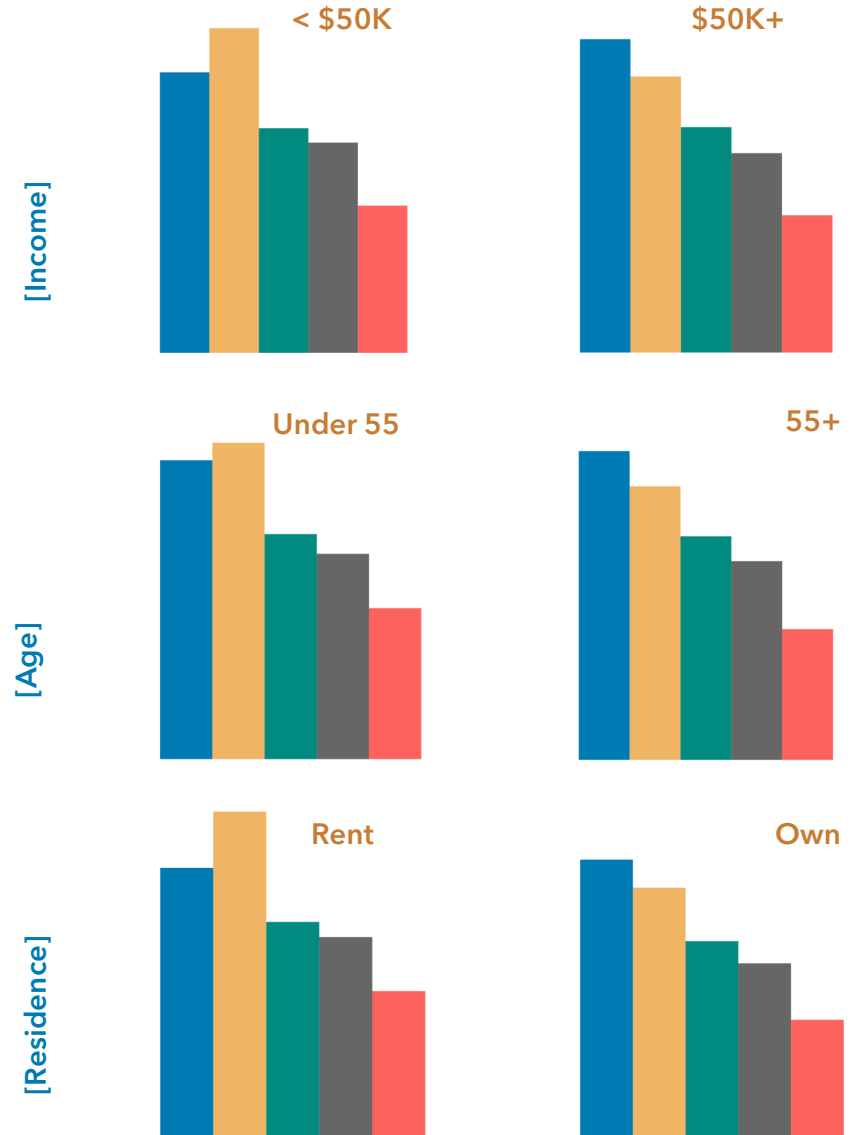 < $50K
$50K+
[Income]
Under 55
55+
[Age]
Rent
Own
[Residence]